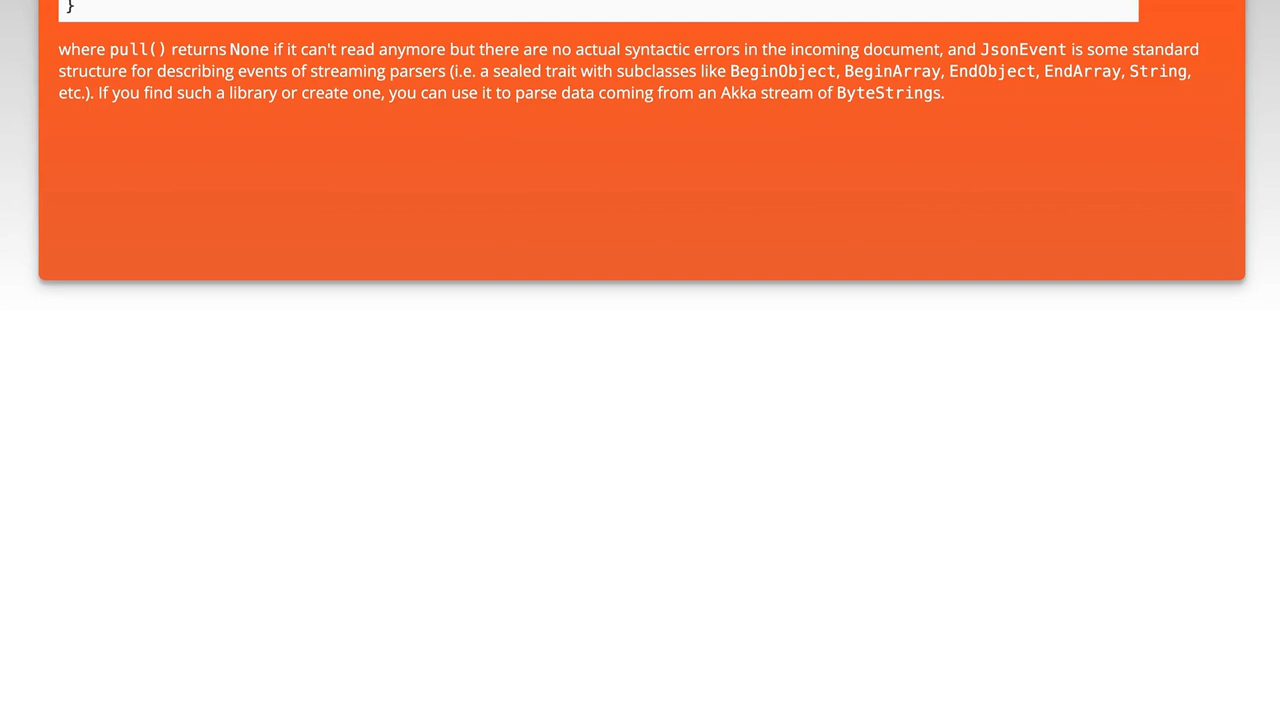 }
where pull() returns None if it can't read anymore but there are no actual syntactic errors in the incoming document, and JsonEvent is some standard
structure for describing events of streaming parsers (i.e. a sealed trait with subclasses like BeginObject, BeginArray, EndObject, EndArray, String,
etc.). If you find such a library or create one, you can use it to parse data coming from an Akka stream of ByteStrings.